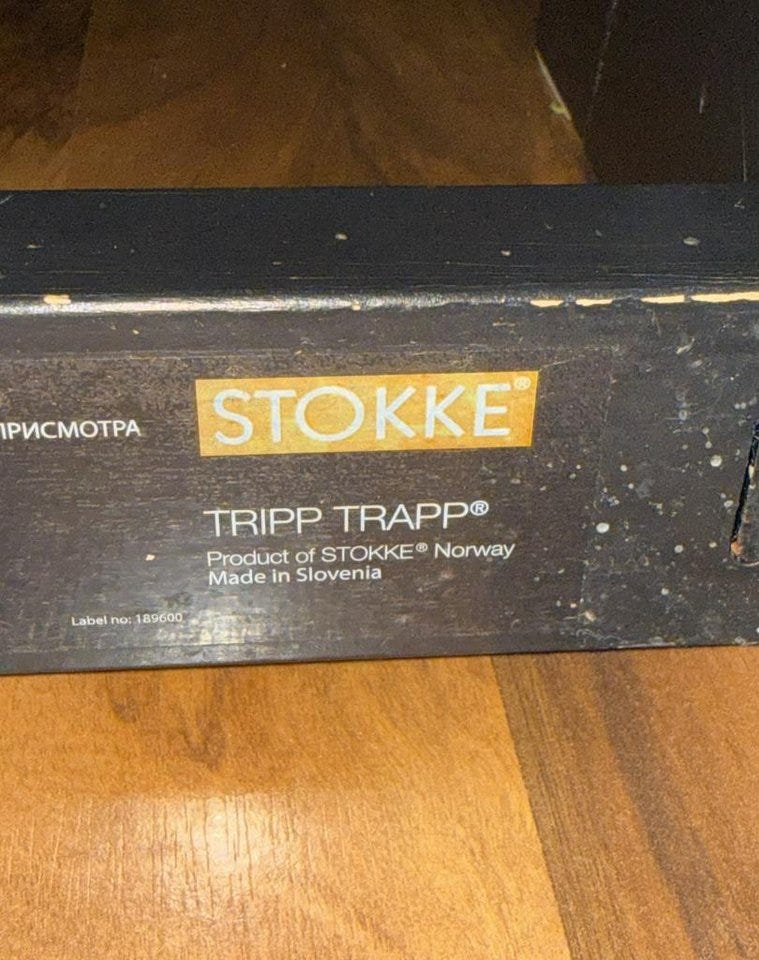 ПРИСМОТРА
STOKKE®
TRIPP TRAPP®
Product of STOKKE® Norway
Made in Slovenia
Label no: 189600